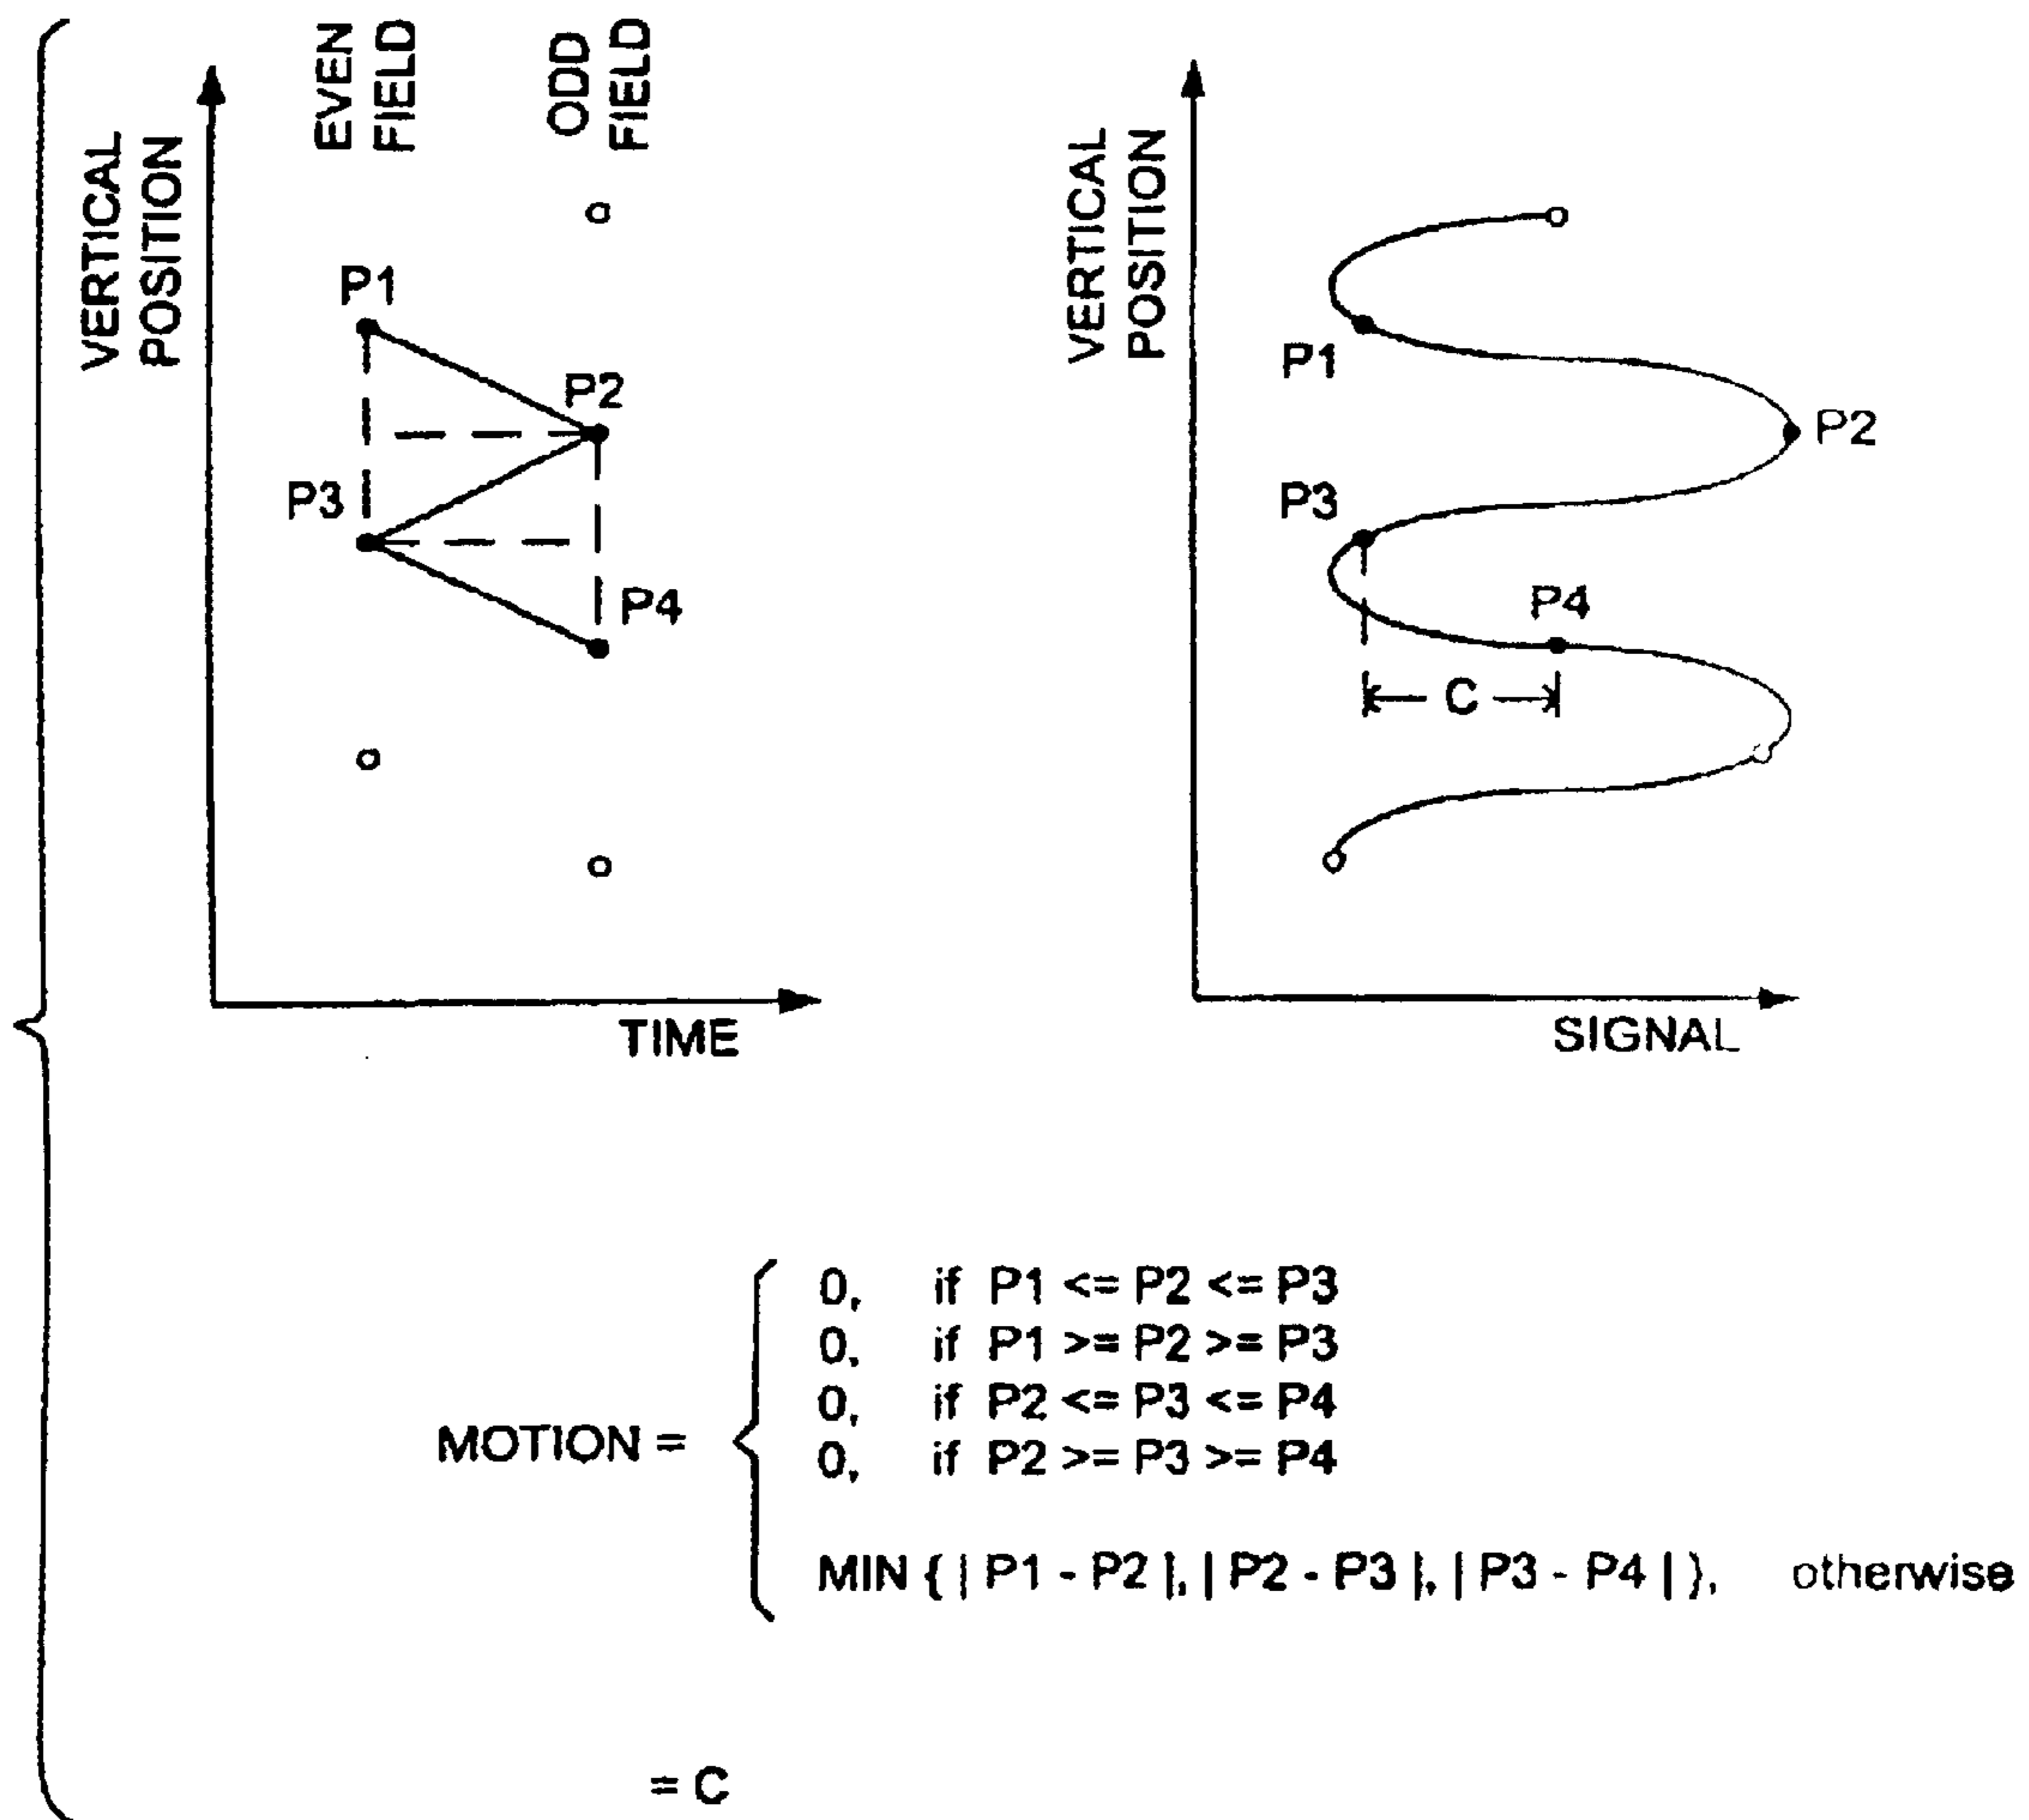 VERTICAL
POSITION
EVEN
FIELD
ODD
FIELD
P1
P2
P3
P4
TIME
VERTICAL
POSITION
P1
P2
P3
P4
C
SIGNAL
MOTION =
0, if P1 <= P2 <= P3
0, if P1 >= P2 >= P3
0, if P2 <= P3 <= P4
0, if P2 >= P3 >= P4
MIN { | P1 - P2 |, | P2 - P3 |, | P3 - P4 | }, otherwise
= C